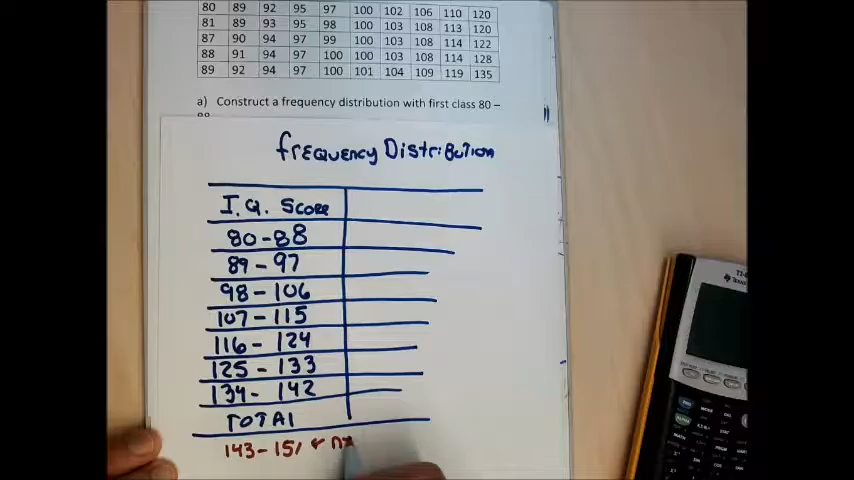 80 89 92 95 97 100 102 106 110 120
81 89 93 95 98 100 103 108 113 120
87 90 94 97 99 100 103 108 114 122
88 91 94 97 100 100 103 108 114 128
89 92 94 97 100 101 104 109 119 135
a) Construct a frequency distribution with first class 80 –
frequency Distribution
I.Q. Score
80-88
89-97
98-106
107-115
116-124
125-133
134-142
TOTAL
143-151